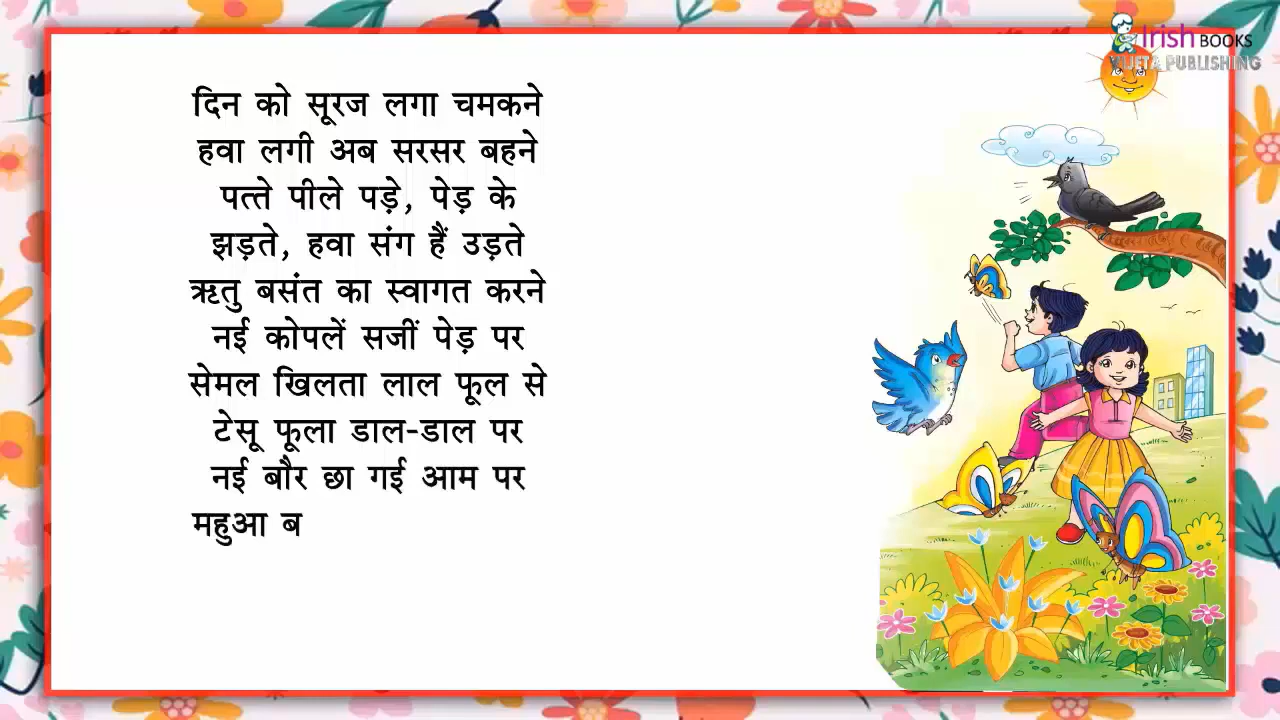 Irish BOOKS
VIJETA PUBLISHING
दिन को सूरज लगा चमकने
हवा लगी अब सरसर बहने
पत्ते पीले पड़े, पेड़ के
झड़ते, हवा संग हैं उड़ते
ऋतु बसंत का स्वागत करने
नई कोपलें सजीं पेड़ पर
सेमल खिलता लाल फूल से
टेसू फूला डाल-डाल पर
नई बौर छा गई आम पर
महुआ ब